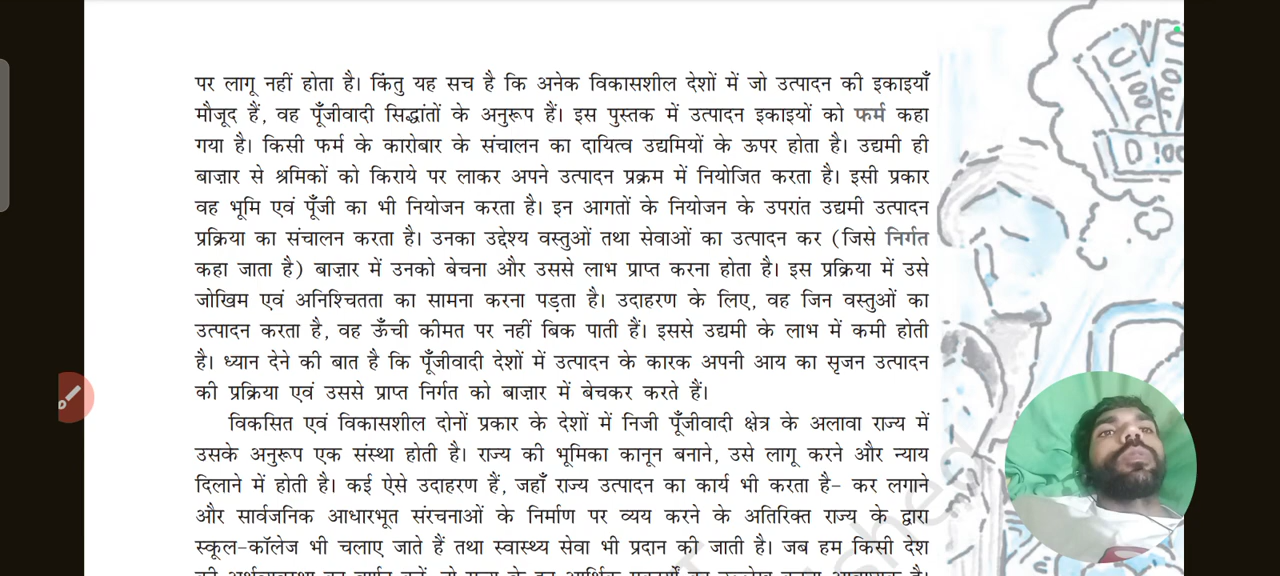 पर लागू नहीं होता है। किंतु यह सच है कि अनेक विकासशील देशों में जो उत्पादन की इकाइयाँ
मौजूद हैं, वह पूँजीवादी सिद्धांतों के अनुरूप हैं। इस पुस्तक में उत्पादन इकाइयों को फर्म कहा
गया है। किसी फर्म के कारोबार के संचालन का दायित्व उद्यमियों के ऊपर होता है। उद्यमी ही
बाज़ार से श्रमिकों को किराये पर लाकर अपने उत्पादन प्रक्रम में नियोजित करता है। इसी प्रकार
वह भूमि एवं पूँजी का भी नियोजन करता है। इन आगतों के नियोजन के उपरांत उद्यमी उत्पादन
प्रक्रिया का संचालन करता है। उनका उद्देश्य वस्तुओं तथा सेवाओं का उत्पादन कर (जिसे निर्गत
कहा जाता है) बाज़ार में उनको बेचना और उससे लाभ प्राप्त करना होता है। इस प्रक्रिया में उसे
जोखिम एवं अनिश्चितता का सामना करना पड़ता है। उदाहरण के लिए, वह जिन वस्तुओं का
उत्पादन करता है, वह ऊँची कीमत पर नहीं बिक पाती हैं। इससे उद्यमी के लाभ में कमी होती
है। ध्यान देने की बात है कि पूँजीवादी देशों में उत्पादन के कारक अपनी आय का सृजन उत्पादन
की प्रक्रिया एवं उससे प्राप्त निर्गत को बाज़ार में बेचकर करते हैं।
विकसित एवं विकासशील दोनों प्रकार के देशों में निजी पूँजीवादी क्षेत्र के अलावा राज्य में
उसके अनुरूप एक संस्था होती है। राज्य की भूमिका कानून बनाने, उसे लागू करने और न्याय
दिलाने में होती है। कई ऐसे उदाहरण हैं, जहाँ राज्य उत्पादन का कार्य भी करता है– कर लगाने
और सार्वजनिक आधारभूत संरचनाओं के निर्माण पर व्यय करने के अतिरिक्त राज्य के द्वारा
स्कूल-कॉलेज भी चलाए जाते हैं तथा स्वास्थ्य सेवा भी प्रदान की जाती है। जब हम किसी देश